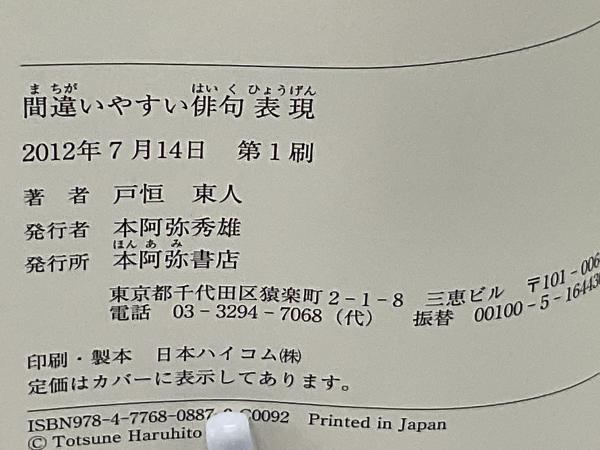 まちが はいく ひょうげん
間違いやすい俳句表現
2012年7月14日 第1刷
著者 戸恒 東人
発行者 本阿弥秀雄
ほんあみ
発行所 本阿弥書店
東京都千代田区猿楽町2-1-8 三恵ビル 〒101-006
電話 03-3294-7068(代) 振替 00100-5-16443
印刷・製本 日本ハイコム㈱
定価はカバーに表示してあります。
ISBN978-4-7768-0887 C0092 Printed in Japan
© Totsune Haruhito